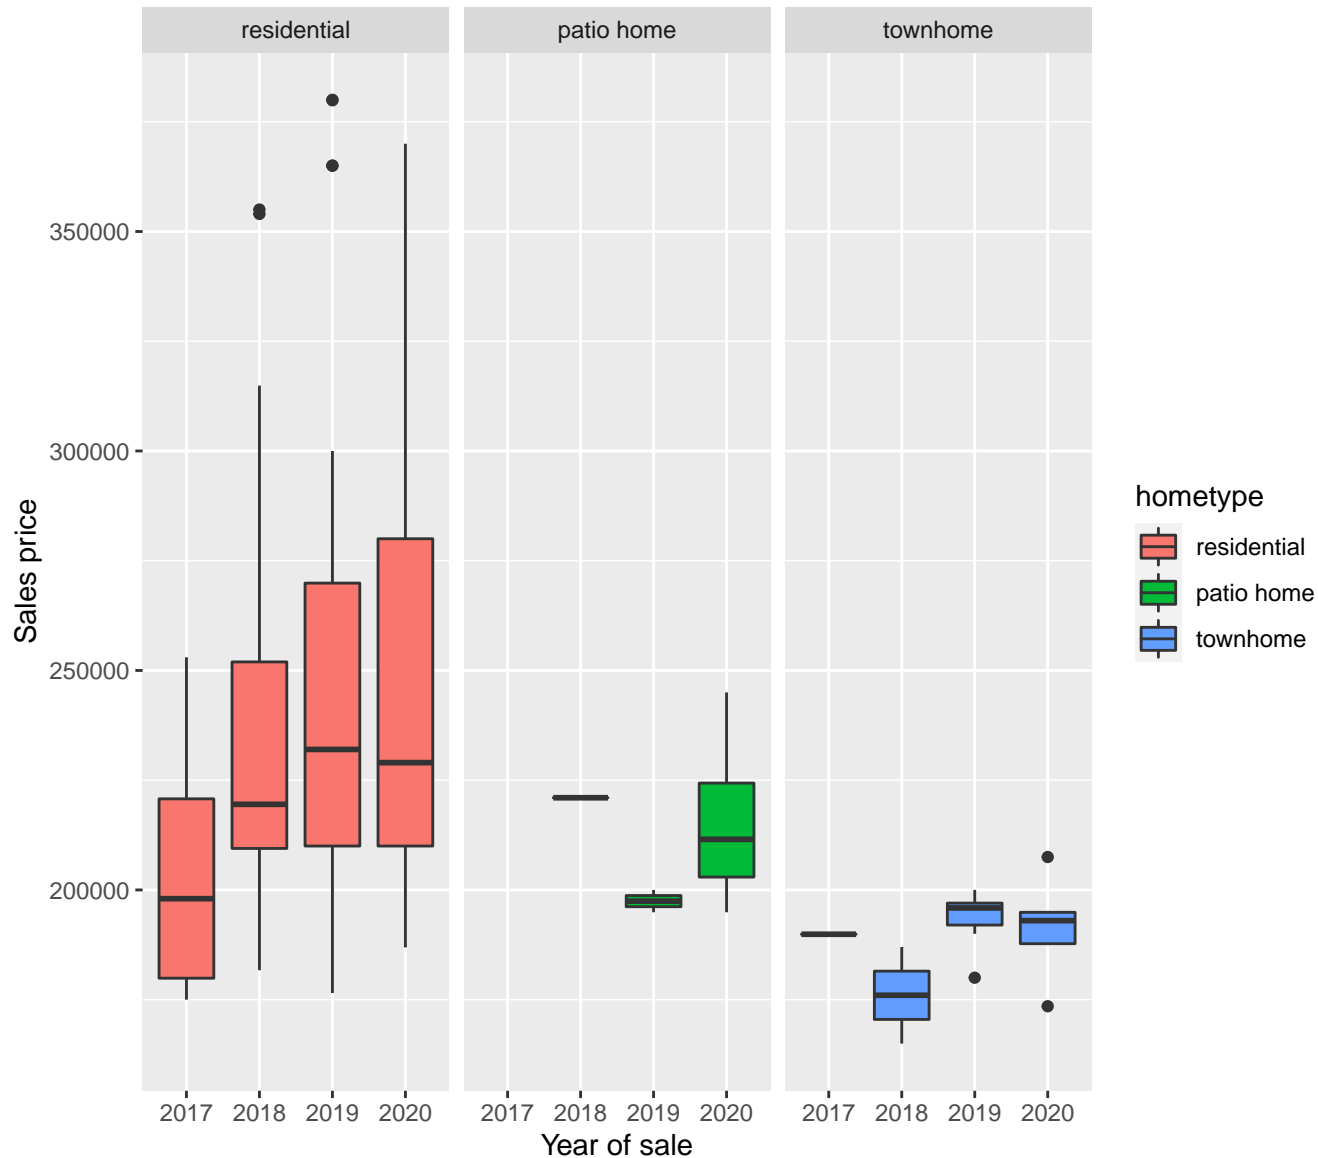 residential
patio home
townhome
Sales price
350000
300000
250000
200000
2017 2018 2019 2020
2017 2018 2019 2020
2017 2018 2019 2020
Year of sale
hometype
residential
patio home
townhome